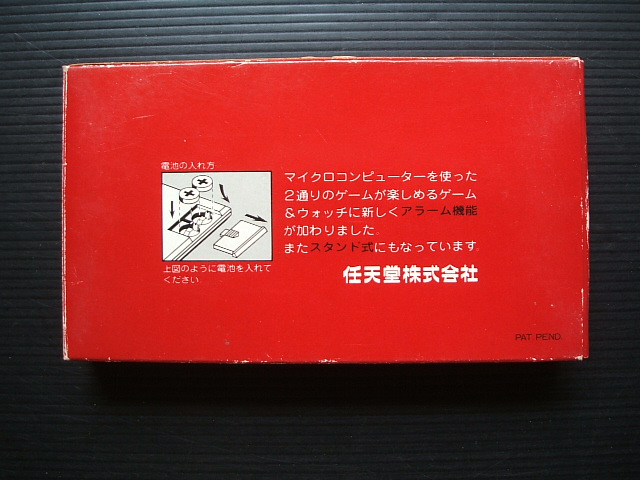 電池の入れ方
上図のように電池を入れて
ください
マイクロコンピューターを使った
2通りのゲームが楽しめるゲーム
&ウォッチに新しくアラーム機能
が加わりました。
またスタンド式にもなっています。
任天堂株式会社
PAT PEND